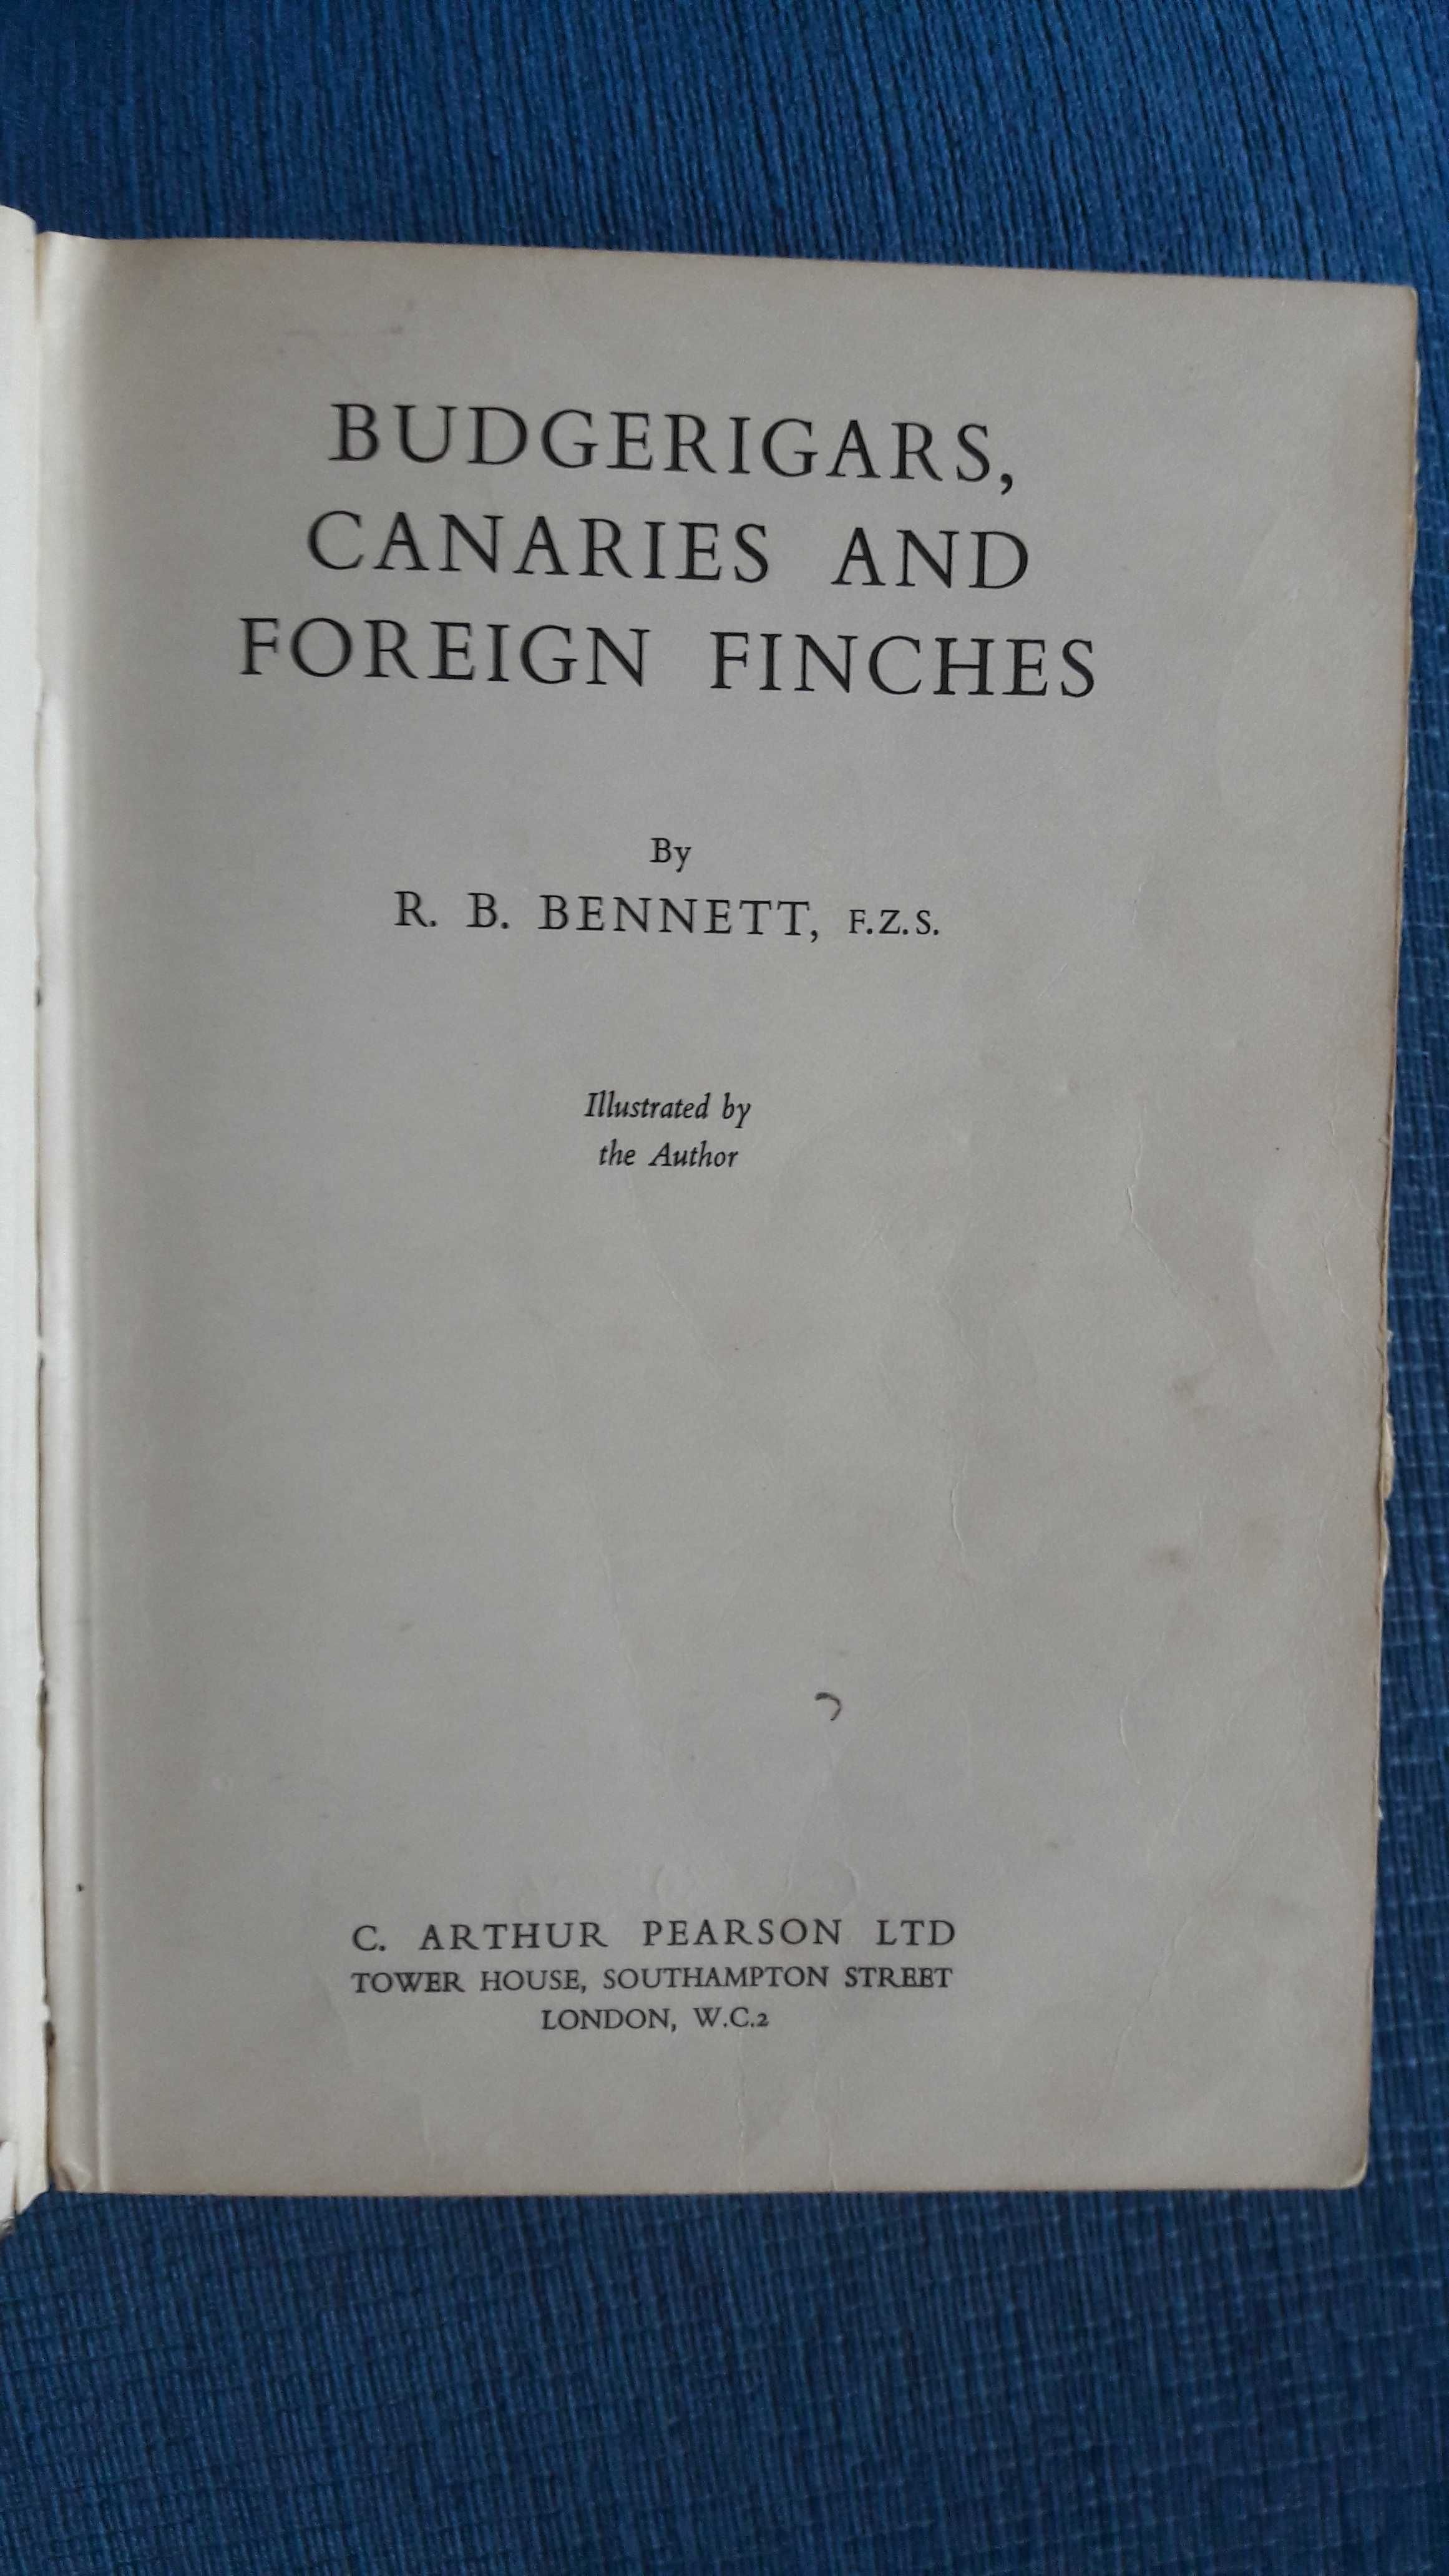 BUDGERIGARS,
CANARIES AND
FOREIGN FINCHES
By
R. B. BENNETT, F.Z.S.
Illustrated by
the Author
C. ARTHUR PEARSON LTD
TOWER HOUSE, SOUTHAMPTON STREET
LONDON, W.C.2